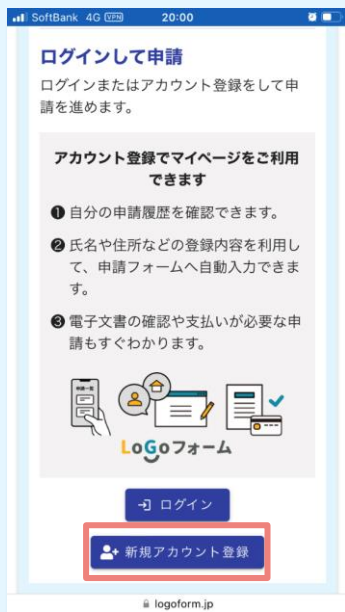 SoftBank 4G VPN 20:00
ログインして申請
ログインまたはアカウント登録をして申
請を進めます。
アカウント登録でマイページをご利用
できます
❶ 自分の申請履歴を確認できます。
❷ 氏名や住所などの登録内容を利用し
て、申請フォームへ自動入力できま
す。
❸ 電子文書の確認や支払いが必要な申
請もすぐわかります。
申請一覧
LoGoフォーム
ログイン
新規アカウント登録
logoform.jp